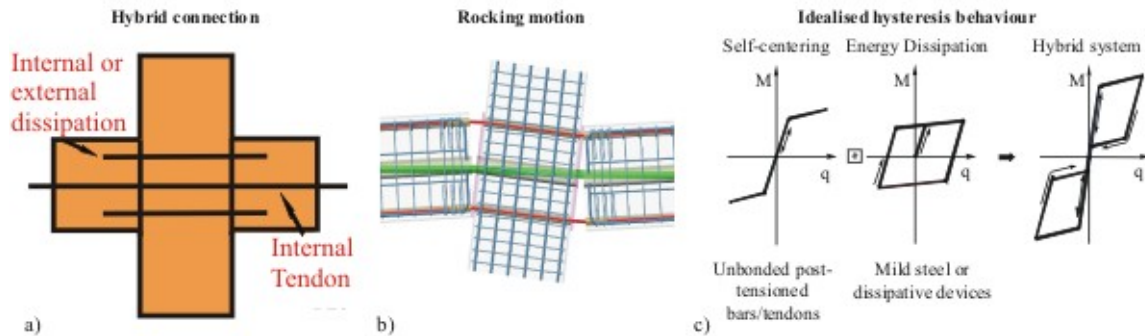 Hybrid connection
Internal or
external
dissipation
Internal
Tendon
a)
Rocking motion
b)
Idealised hysteresis behaviour
Self-centering
M
q
Unbonded post-
tensioned
bars/tendons
+
Energy Dissipation
M
q
Mild steel or
dissipative devices
Hybrid system
M
q
c)